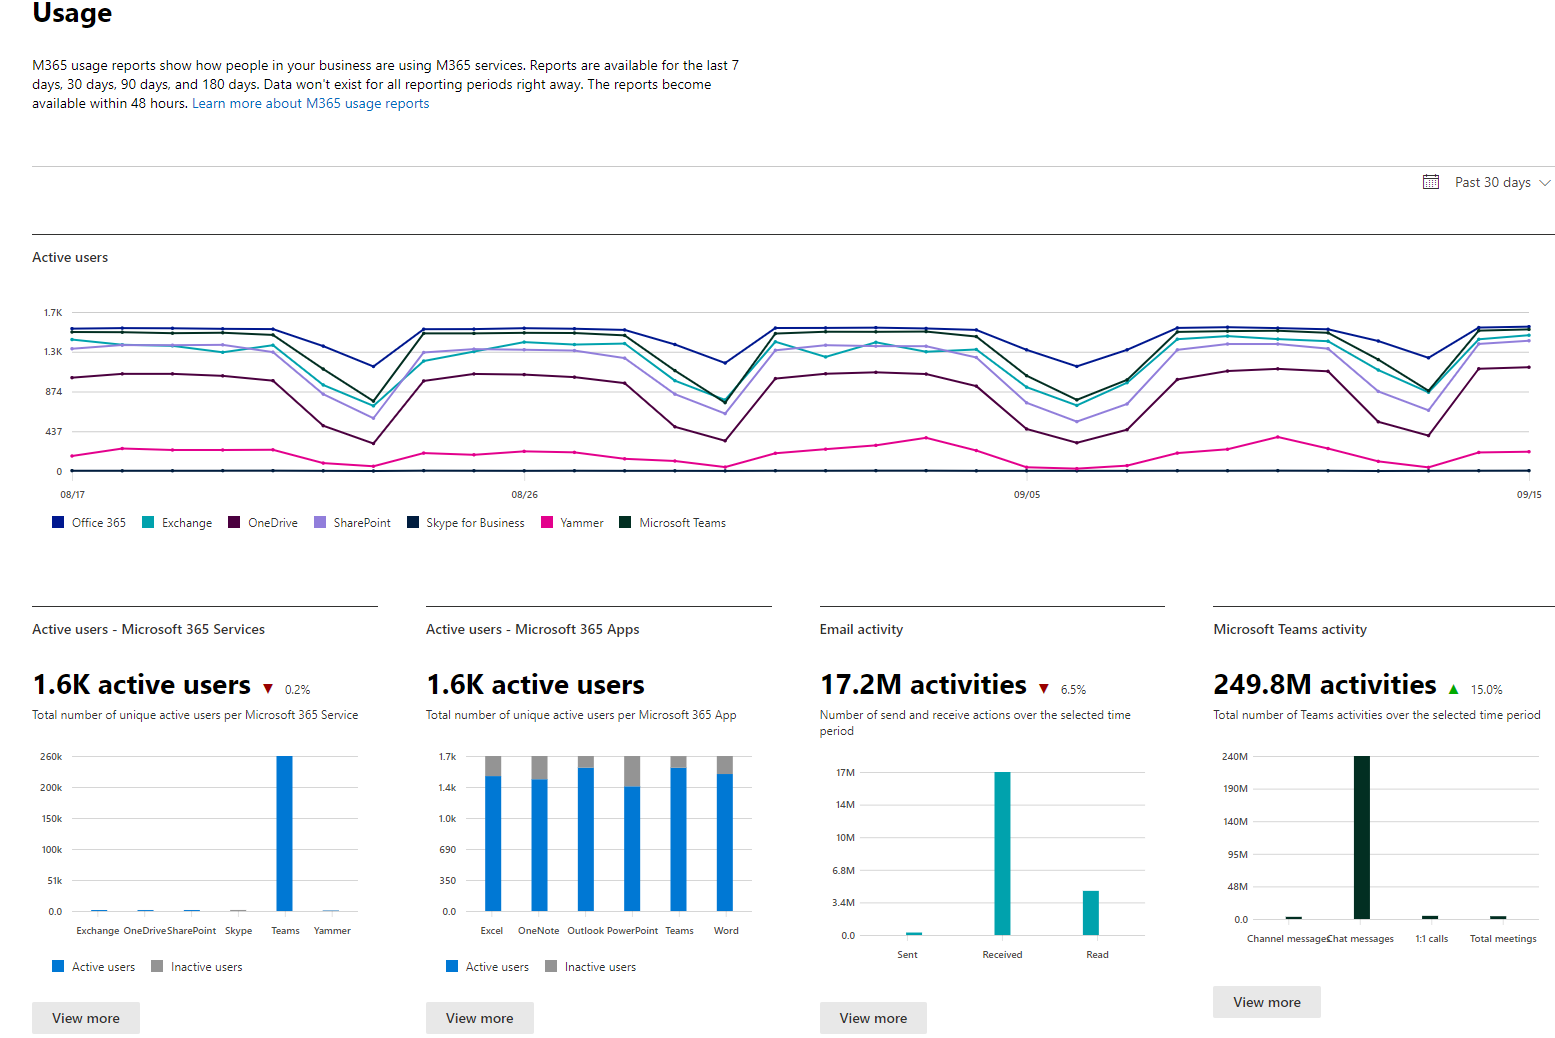 Usage
M365 usage reports show how people in your business are using M365 services. Reports are available for the last 7
days, 30 days, 90 days, and 180 days. Data won't exist for all reporting periods right away. The reports become
available within 48 hours. Learn more about M365 usage reports
Past 30 days
Active users
1.7K
1.3K
874
437
0
08/17 08/26 09/05 09/15
Office 365 Exchange OneDrive SharePoint Skype for Business Yammer Microsoft Teams
Active users - Microsoft 365 Services
1.6K active users ▼ 0.2%
Total number of unique active users per Microsoft 365 Service
260k
200k
150k
100k
51k
0.0
Exchange OneDrive SharePoint Skype Teams Yammer
Active users Inactive users
View more
Active users - Microsoft 365 Apps
1.6K active users
Total number of unique active users per Microsoft 365 App
1.7k
1.4k
1.0k
690
350
0.0
Excel OneNote Outlook PowerPoint Teams Word
Active users Inactive users
View more
Email activity
17.2M activities ▼ 6.5%
Number of send and receive actions over the selected time
period
17M
14M
10M
6.8M
3.4M
0.0
Sent Received Read
View more
Microsoft Teams activity
249.8M activities ▲ 15.0%
Total number of Teams activities over the selected time period
240M
190M
140M
95M
48M
0.0
Channel messages Chat messages 1:1 calls Total meetings
View more